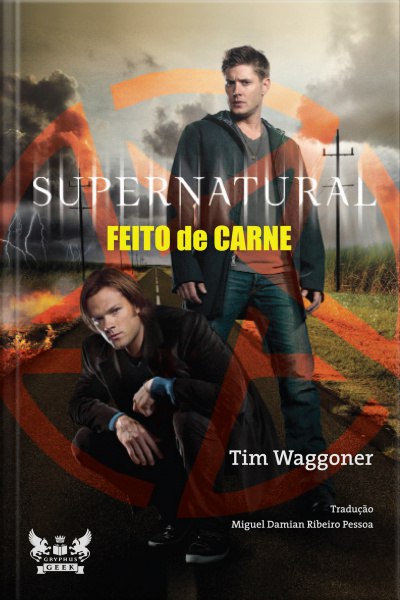 SUPERNATURAL
FEITO de CARNE
Tim Waggoner
Tradução
Miguel Damian Ribeiro Pessoa
GRYPHUS
GEEK